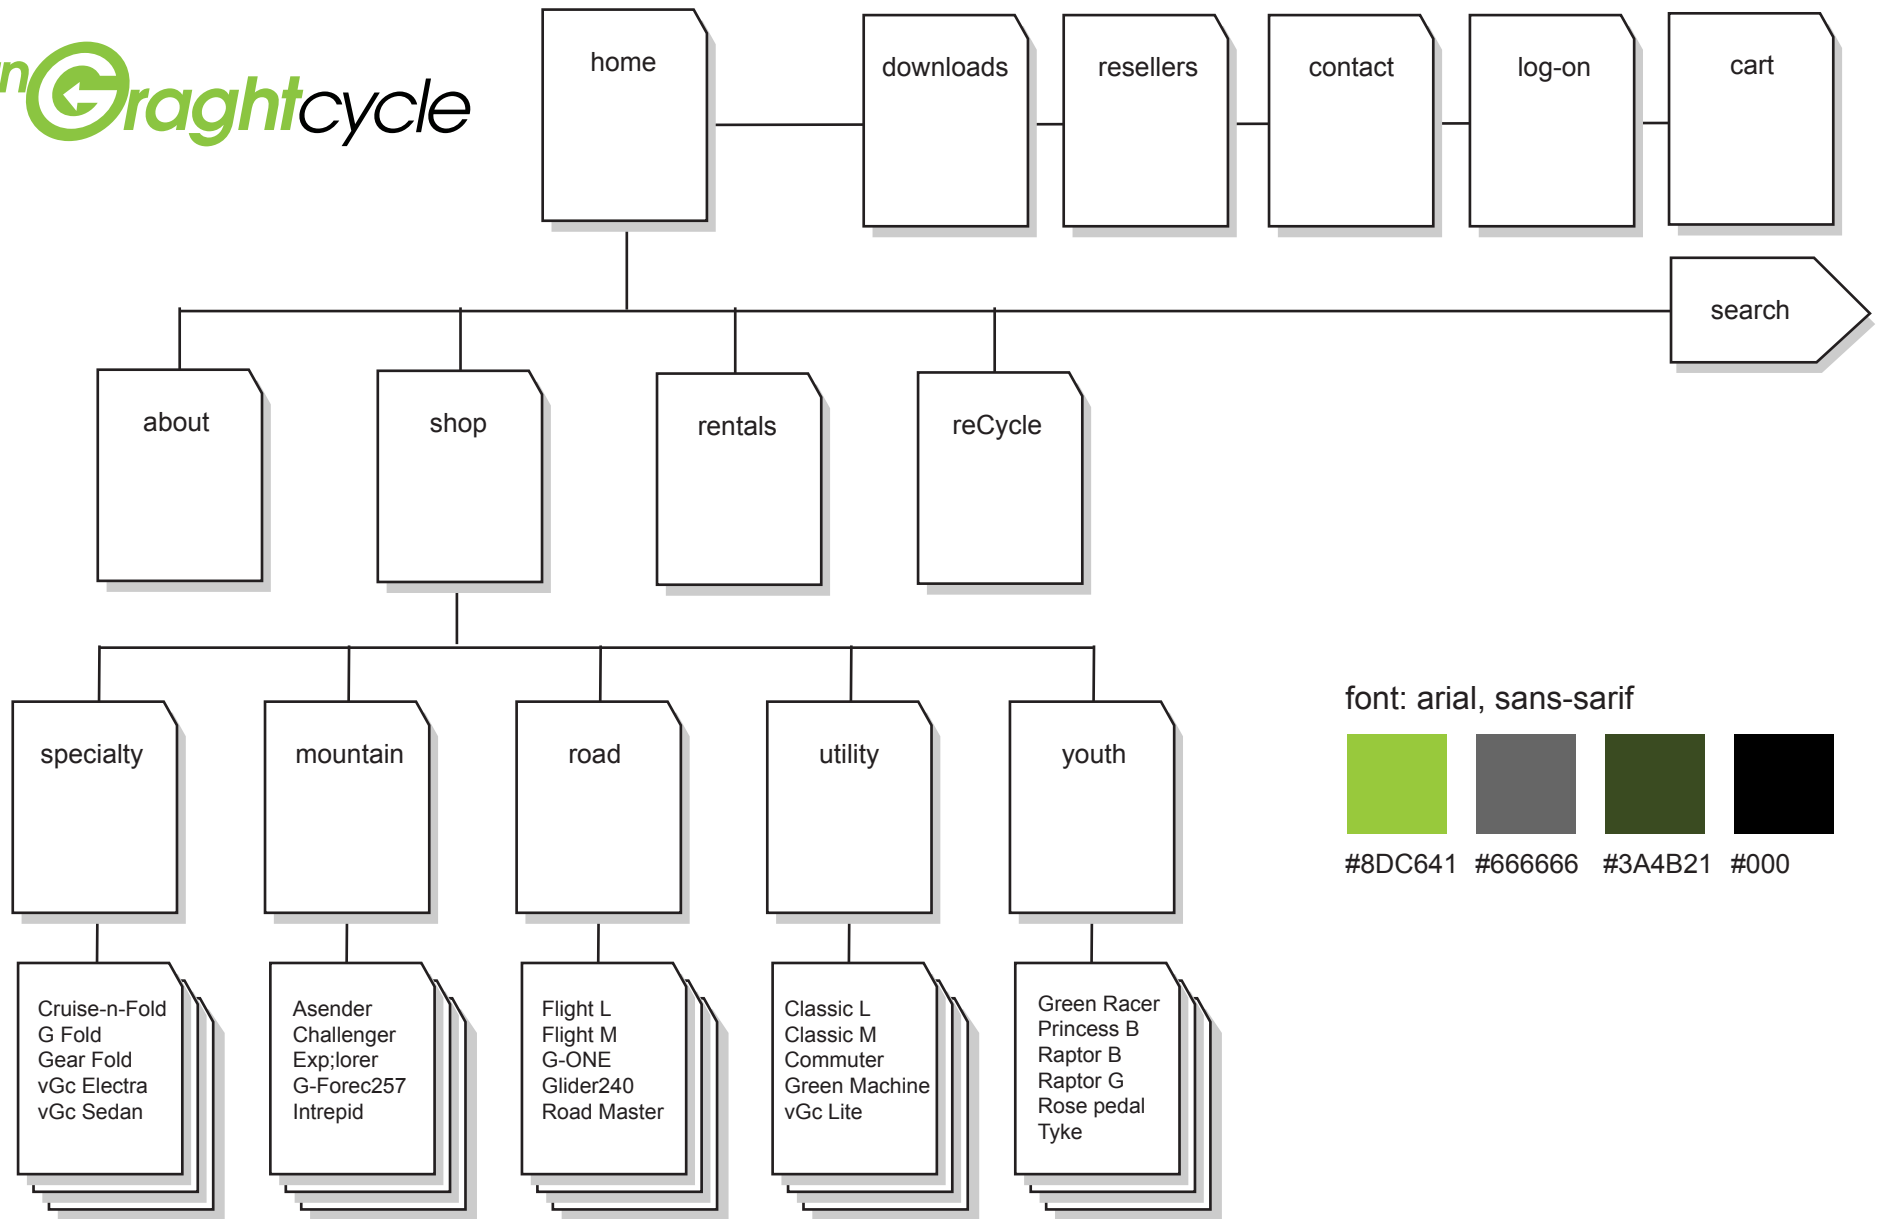 n Graghtcycle
home
downloads
resellers
contact
log-on
cart
search
about
shop
rentals
reCycle
specialty
mountain
road
utility
youth
font: arial, sans-sarif
#8DC641 #666666 #3A4B21 #000
Cruise-n-Fold
G Fold
Gear Fold
vGc Electra
vGc Sedan
Asender
Challenger
Exp;lorer
G-Forec257
Intrepid
Flight L
Flight M
G-ONE
Glider240
Road Master
Classic L
Classic M
Commuter
Green Machine
vGc Lite
Green Racer
Princess B
Raptor B
Raptor G
Rose pedal
Tyke